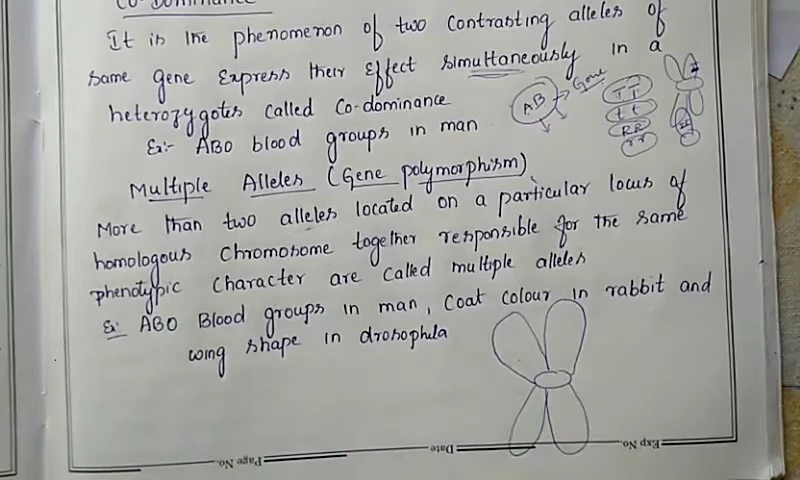 Co-Dominance
It is the phenomenon of two contrasting alleles of
same gene express their effect simultaneously in a
heterozygotes called Co-dominance
AB
Gene
TT
tt
RR
rr
Ex:- ABO blood groups in man
Multiple Alleles (Gene polymorphism)
More than two alleles located on a particular locus of
homologous Chromosome together responsible for the same
phenotypic character are called multiple alleles
Ex:- ABO Blood groups in man, Coat colour in rabbit and
wing shape in drosophila
Page No.
Date
Exp No.